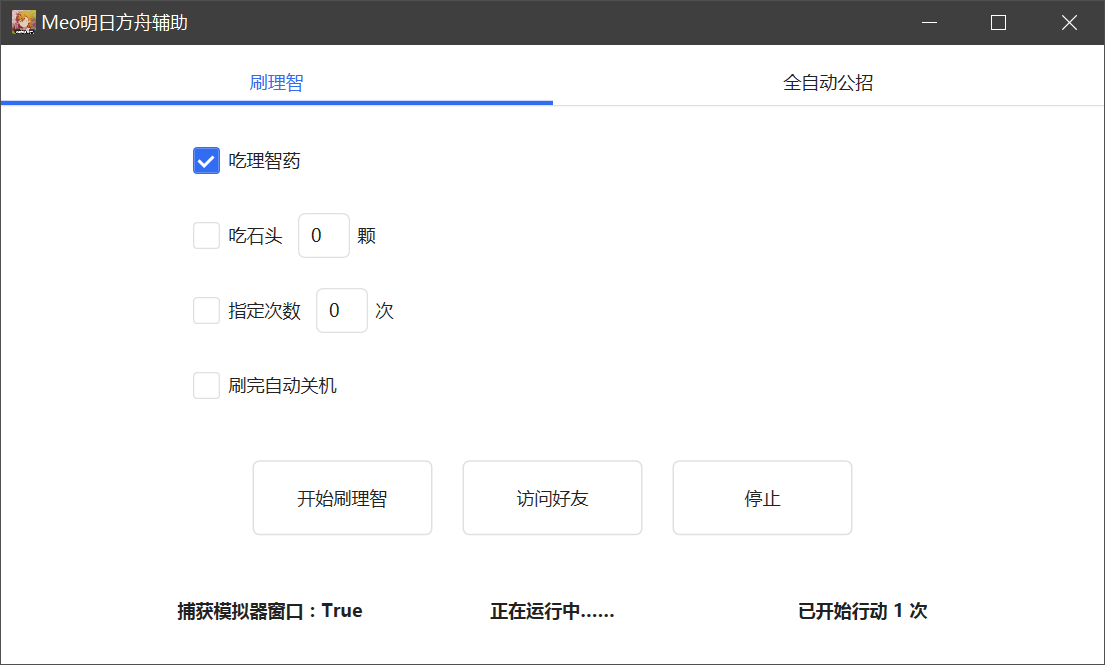 Meo明日方舟辅助
刷理智 全自动公招
吃理智药
吃石头 0 颗
指定次数 0 次
刷完自动关机
开始刷理智 访问好友 停止
捕获模拟器窗口：True 正在运行中...... 已开始行动 1 次